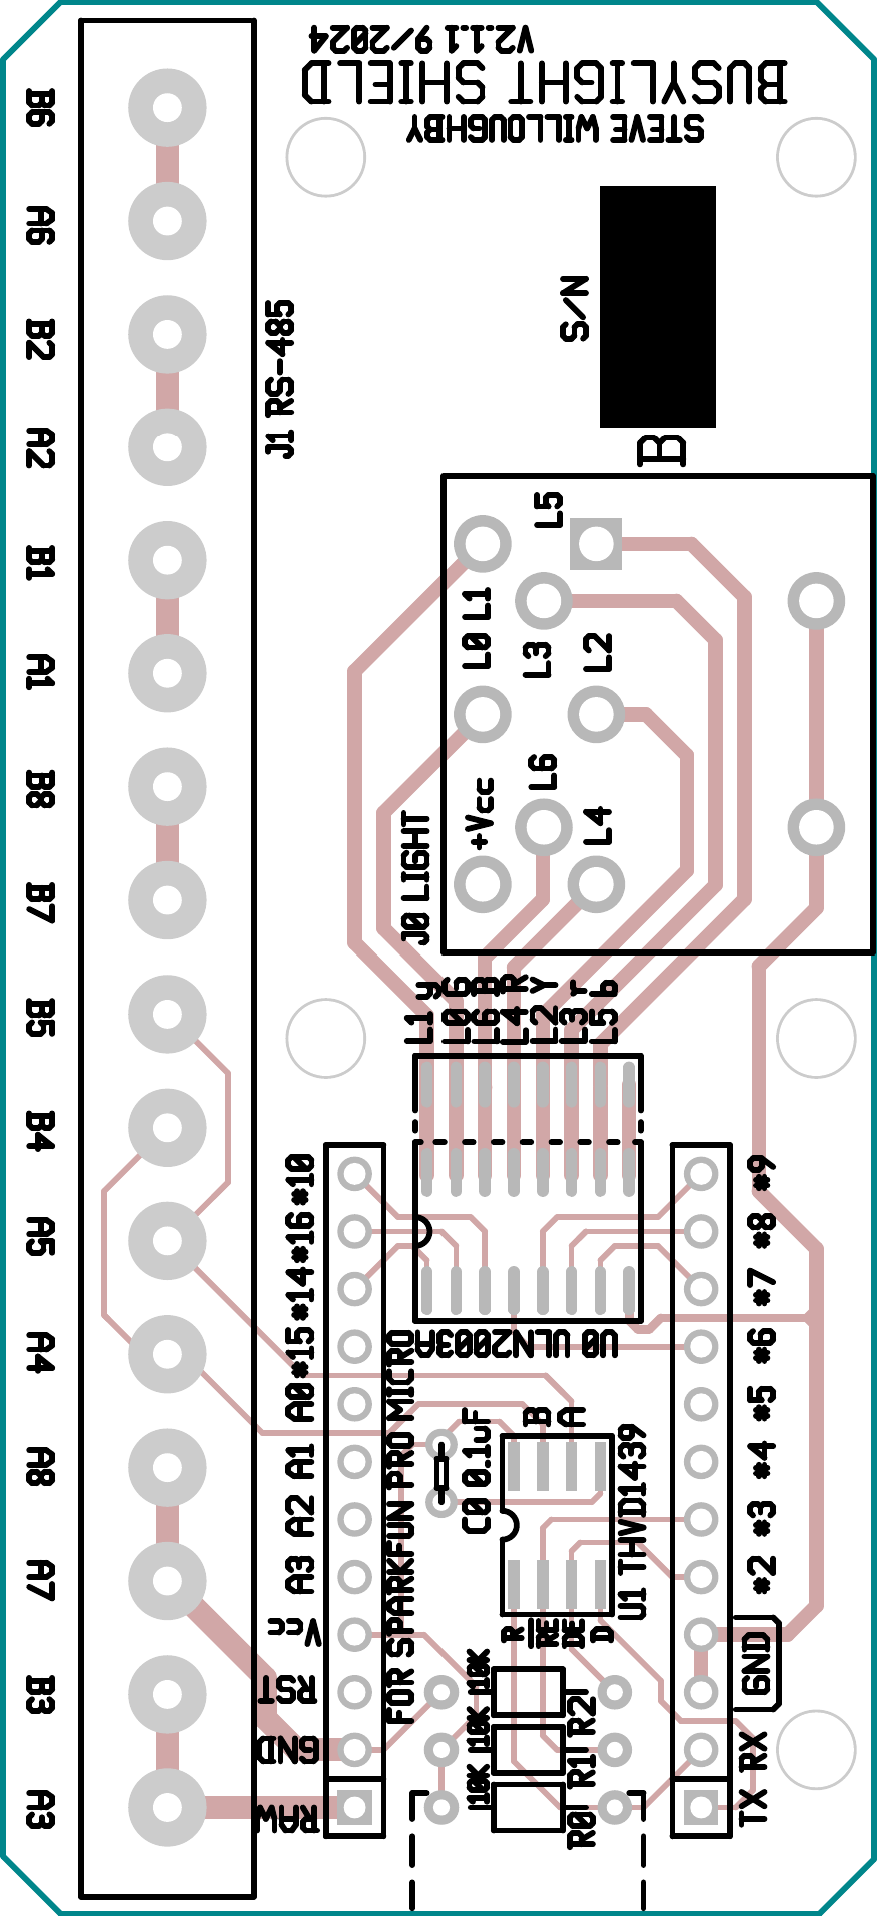 V2.1.1 9/2024
BUSYLIGHT SHIELD
STEVE WILLOUGHBY
B6
A6
B2
A2
B1
A1
B8
B7
B5
B4
A5
A4
A8
A7
B3
A3
J1 RS-485
S/N
B
L5
L0 L1
L3
L2
L6
+Vcc
L4
J0 LIGHT
L1 y
L0 G
L6 B
L4 R
L2 Y
L3 r
L5 b
*10
*16
*14
*15
A0
A1
A2
A3
Vcc
RST
GND
RAW
FOR SPARKFUN PRO MICRO
U0 ULN2003A
*9
*8
*7
*6
*5
*4
*3
*2
GND
RX
TX
B
A
C0 0.1uF
U1 THVD1439
R
RE
DE
D
10K
R2
10K
R1
10K
R0